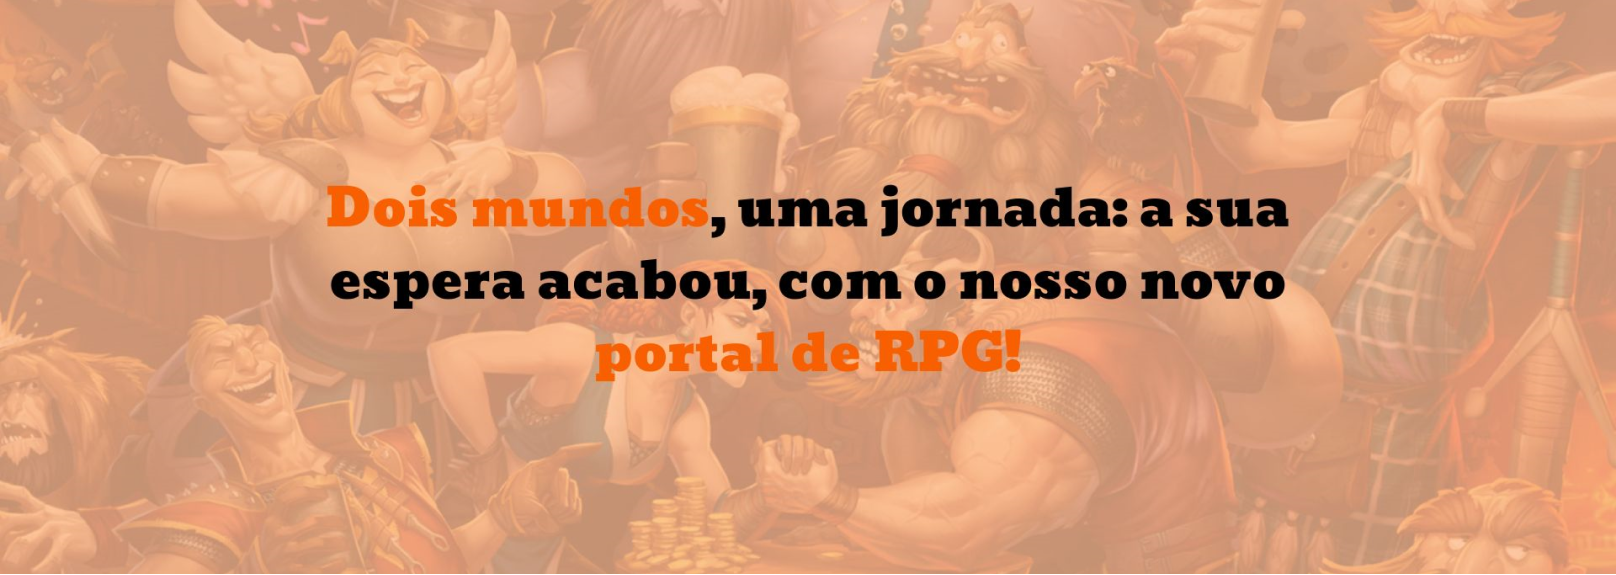 Dois mundos, uma jornada: a sua
espera acabou, com o nosso novo
portal de RPG!